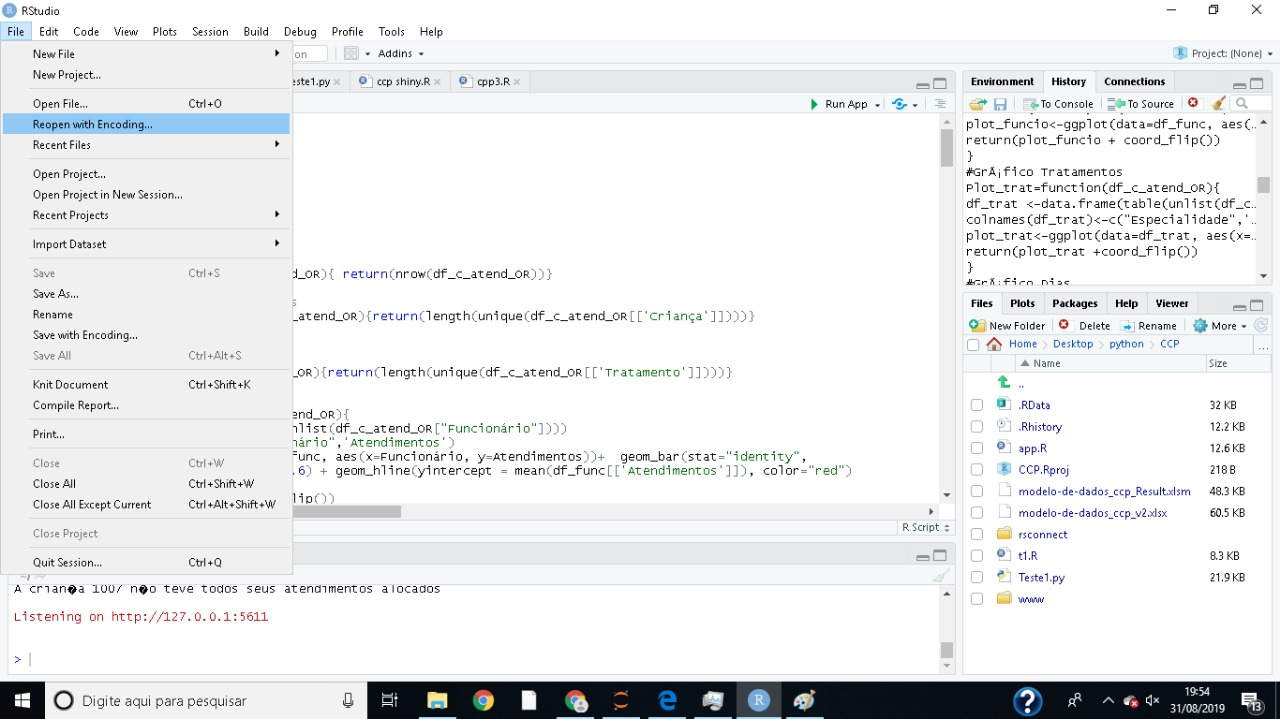 RStudio
File Edit Code View Plots Session Build Debug Profile Tools Help
New File
New Project...
Open File... Ctrl+O
Reopen with Encoding...
Recent Files
Open Project...
Open Project in New Session...
Recent Projects
Import Dataset
Save Ctrl+S
Save As...
Rename
Save with Encoding...
Save All Ctrl+Alt+S
Knit Document Ctrl+Shift+K
Compile Report...
Print...
Close Ctrl+W
Close All Ctrl+Shift+W
Close All Except Current Ctrl+Alt+Shift+W
Close Project
Quit Session... Ctrl+Q
on Addins
Project: (None)
este1.py ccp shiny.R cpp3.R
Run App
d_OR){ return(nrow(df_c_atend_OR))}
s
_atend_OR){return(length(unique(df_c_atend_OR[['Criança']])))}
_OR){return(length(unique(df_c_atend_OR[['Tratamento']])))}
end_OR){
nlist(df_c_atend_OR["Funcionário"])))
nário",'Atendimentos')
func, aes(x=Funcionário, y=Atendimentos))+ geom_bar(stat="identity",
.6) + geom_hline(yintercept = mean(df_func[['Atendimentos']]), color="red")
lip())
R Script
A crian�a 1007 n�o teve todos seus atendimentos alocados
Listening on http://127.0.0.1:5611
>
Environment History Connections
To Console To Source
plot_funcio<-ggplot(data=df_func, aes(…
return(plot_funcio + coord_flip())
}
#GrÃ¡fico Tratamentos
Plot_trat=function(df_c_atend_OR){
df_trat <-data.frame(table(unlist(df_c…
colnames(df_trat)<-c("Especialidade",'…
plot_trat<-ggplot(data=df_trat, aes(x=…
return(plot_trat +coord_flip())
}
#GrÃ¡fico Dias
Files Plots Packages Help Viewer
New Folder Delete Rename More
Home Desktop python CCP ...
Name Size
..
.RData 32 KB
.Rhistory 12.2 KB
app.R 12.6 KB
CCP.Rproj 218 B
modelo-de-dados_ccp_Result.xlsm 48.3 KB
modelo-de-dados_ccp_v2.xlsx 60.5 KB
rsconnect
t1.R 8.3 KB
Teste1.py 21.9 KB
www
Digite aqui para pesquisar
19:54
31/08/2019
13